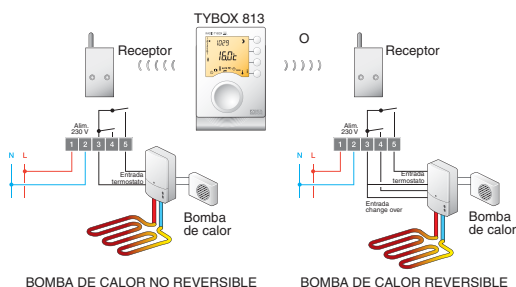 TYBOX 813
Receptor
O
Receptor
10:29
16.0c
Alim.
230 V
1 2 3 4 5
N L
Entrada
termostato
Bomba
de calor
BOMBA DE CALOR NO REVERSIBLE
Alim.
230 V
1 2 3 4 5
N L
Entrada
termostato
Entrada
change over
Bomba
de calor
BOMBA DE CALOR REVERSIBLE